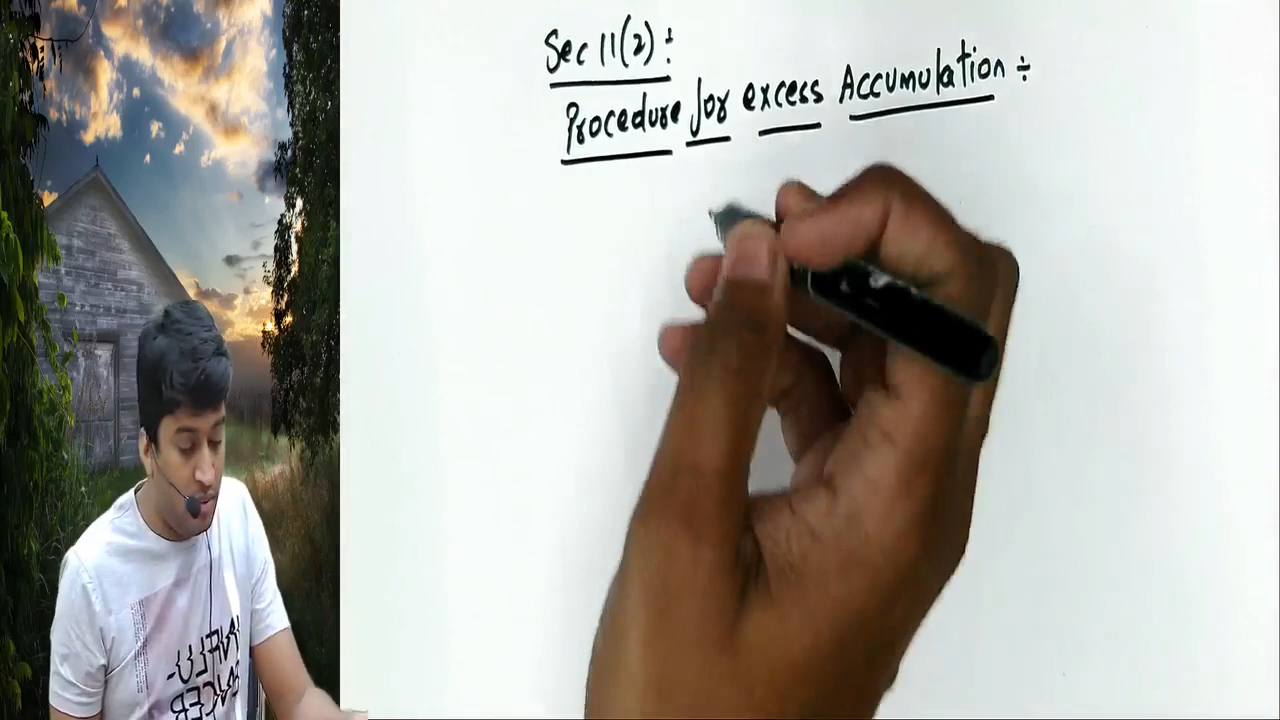 Sec 11(2):
Procedure for excess Accumulation ÷